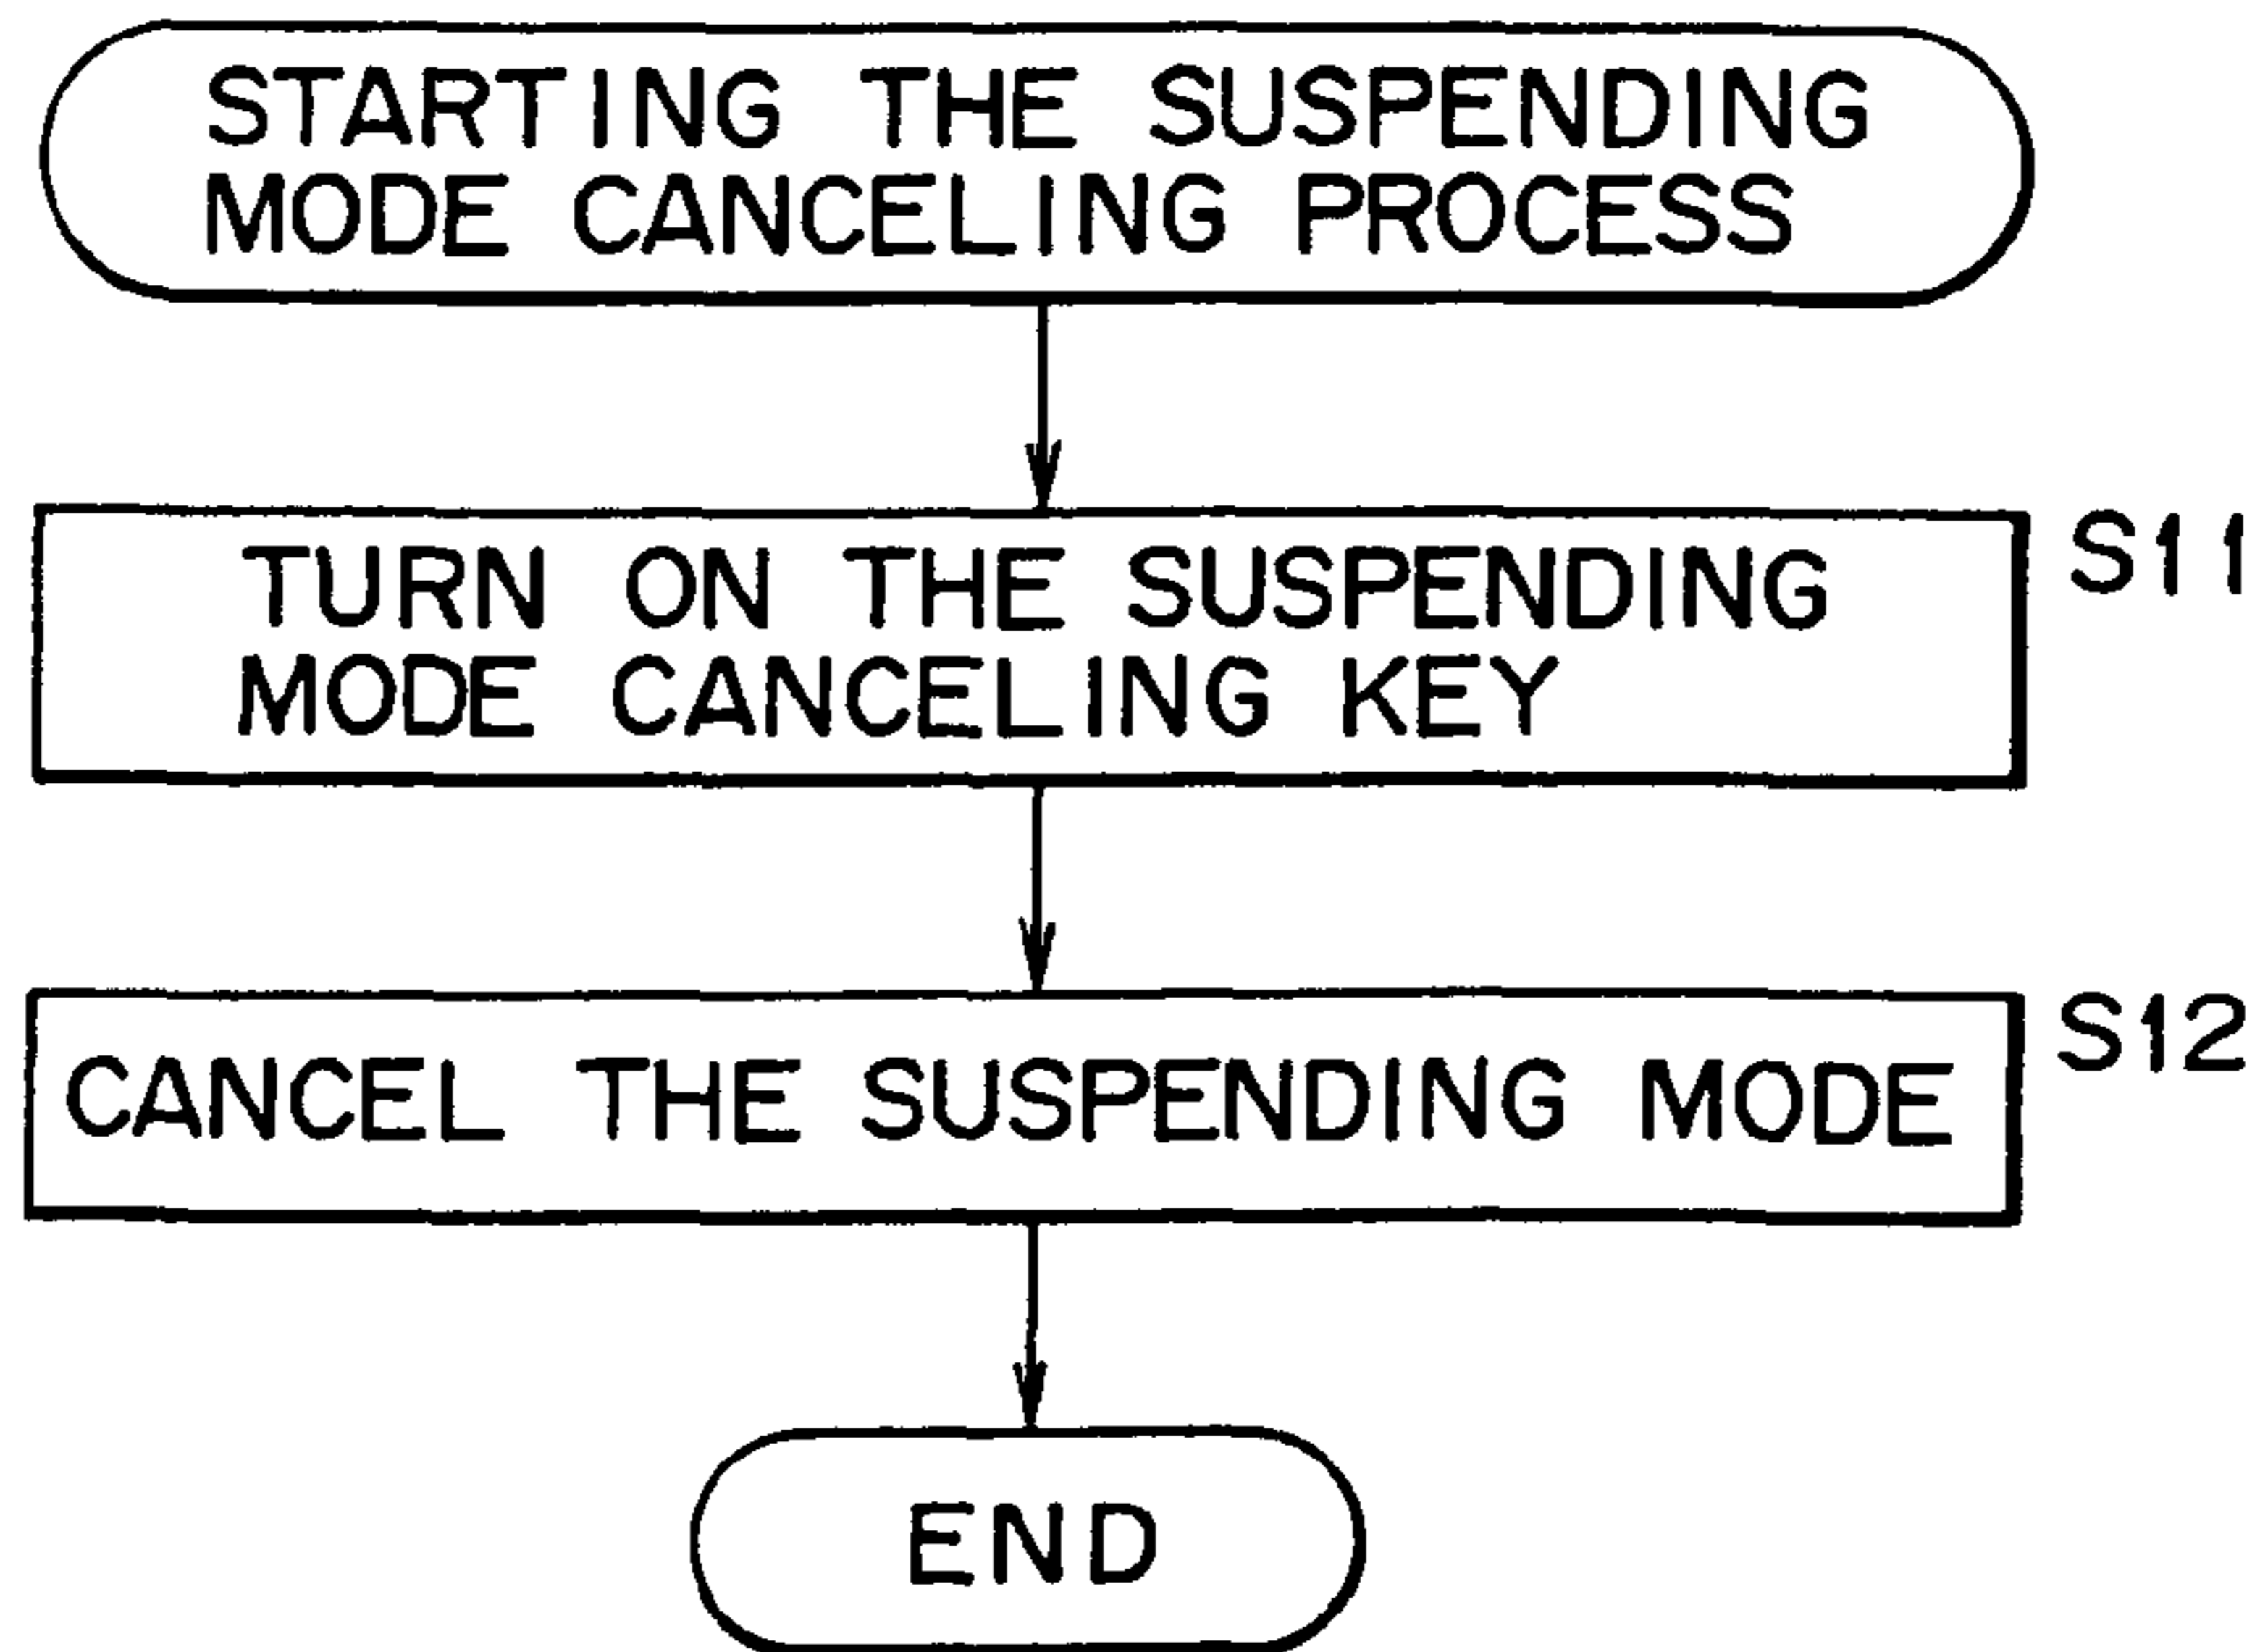 STARTING THE SUSPENDING
MODE CANCELING PROCESS
TURN ON THE SUSPENDING
MODE CANCELING KEY
S11
CANCEL THE SUSPENDING MODE
S12
END